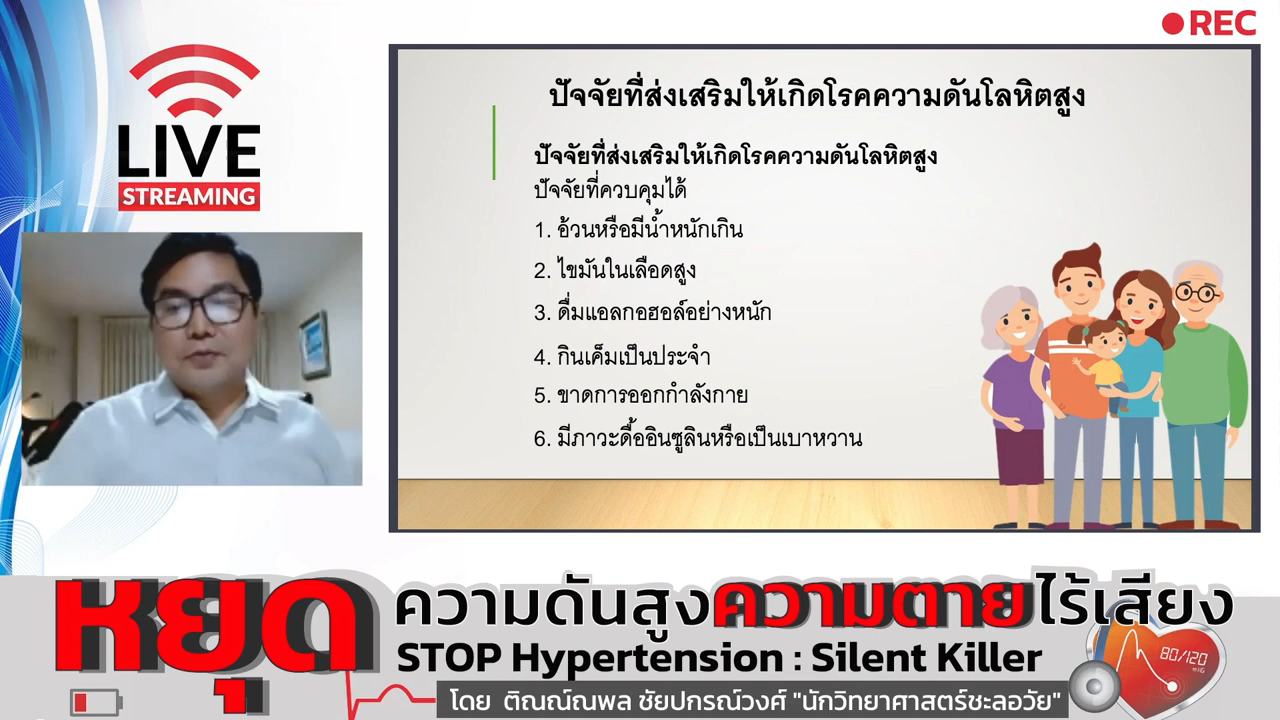 REC
LIVE
STREAMING
ปัจจัยที่ส่งเสริมให้เกิดโรคความดันโลหิตสูง
ปัจจัยที่ส่งเสริมให้เกิดโรคความดันโลหิตสูง
ปัจจัยที่ควบคุมได้
1. อ้วนหรือมีน้ำหนักเกิน
2. ไขมันในเลือดสูง
3. ดื่มแอลกอฮอล์อย่างหนัก
4. กินเค็มเป็นประจำ
5. ขาดการออกกำลังกาย
6. มีภาวะดื้ออินซูลินหรือเป็นเบาหวาน
หยุด ความดันสูงความตายไร้เสียง
STOP Hypertension : Silent Killer
80/120
mmHG
โดย ติณณ์ณพล ชัยปกรณ์วงศ์ "นักวิทยาศาสตร์ชะลอวัย"